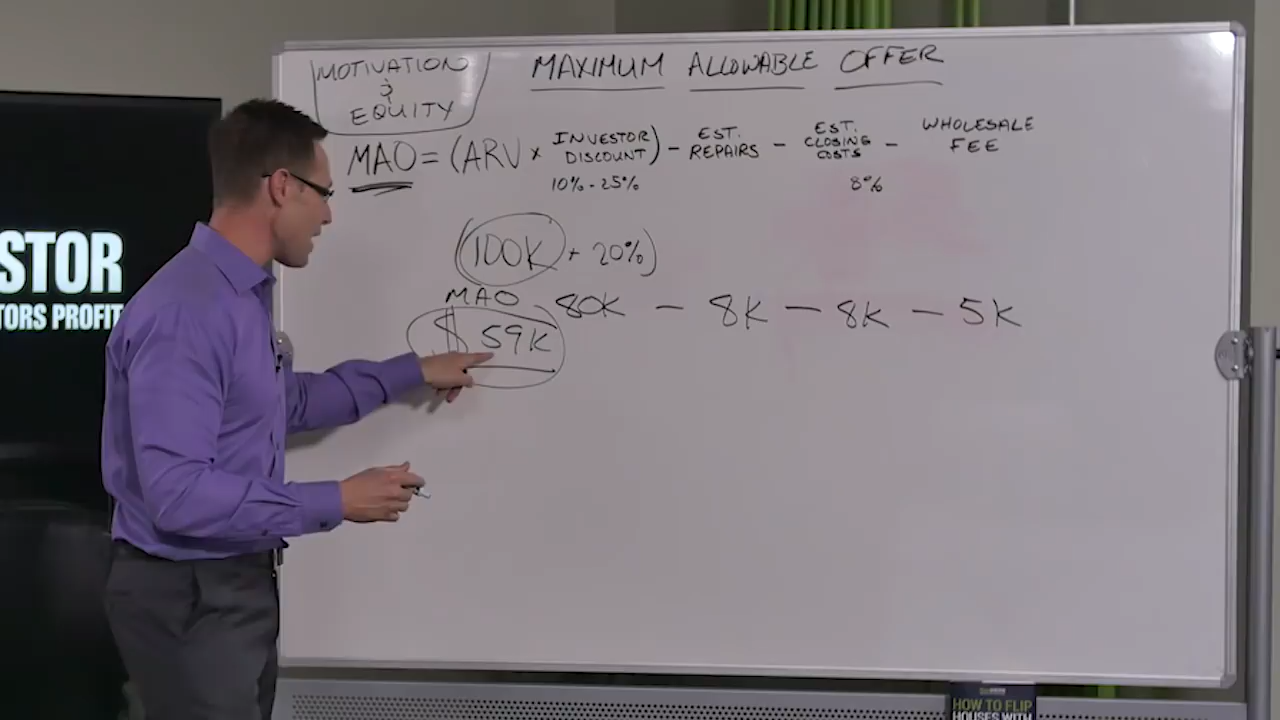 MOTIVATION
&
EQUITY
MAXIMUM ALLOWABLE OFFER
MAO = (ARV x INVESTOR DISCOUNT) - EST. REPAIRS - EST. CLOSING COSTS - WHOLESALE FEE
10% - 25%
8%
(100K + 20%)
MAO
80K - 8K - 8K - 5K
$59K
STOR
TORS PROFIT
HOW TO FLIP
HOUSES WITH